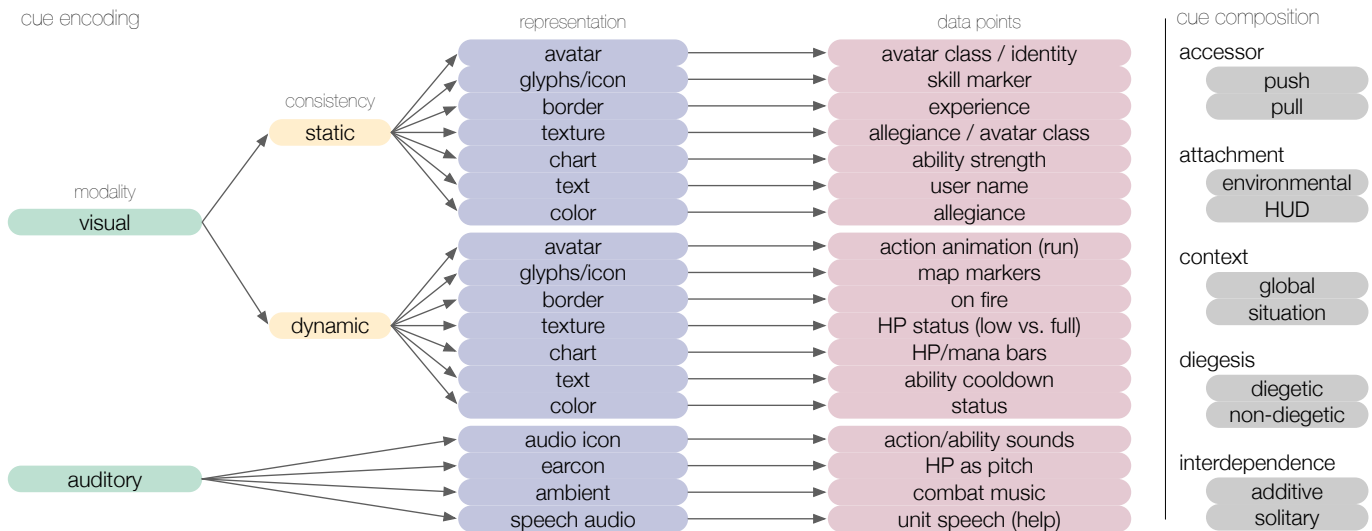 cue encoding
modality
visual
auditory
consistency
static
dynamic
representation
avatar
glyphs/icon
border
texture
chart
text
color
avatar
glyphs/icon
border
texture
chart
text
color
audio icon
earcon
ambient
speech audio
data points
avatar class / identity
skill marker
experience
allegiance / avatar class
ability strength
user name
allegiance
action animation (run)
map markers
on fire
HP status (low vs. full)
HP/mana bars
ability cooldown
status
action/ability sounds
HP as pitch
combat music
unit speech (help)
cue composition
accessor
push
pull
attachment
environmental
HUD
context
global
situation
diegesis
diegetic
non-diegetic
interdependence
additive
solitary